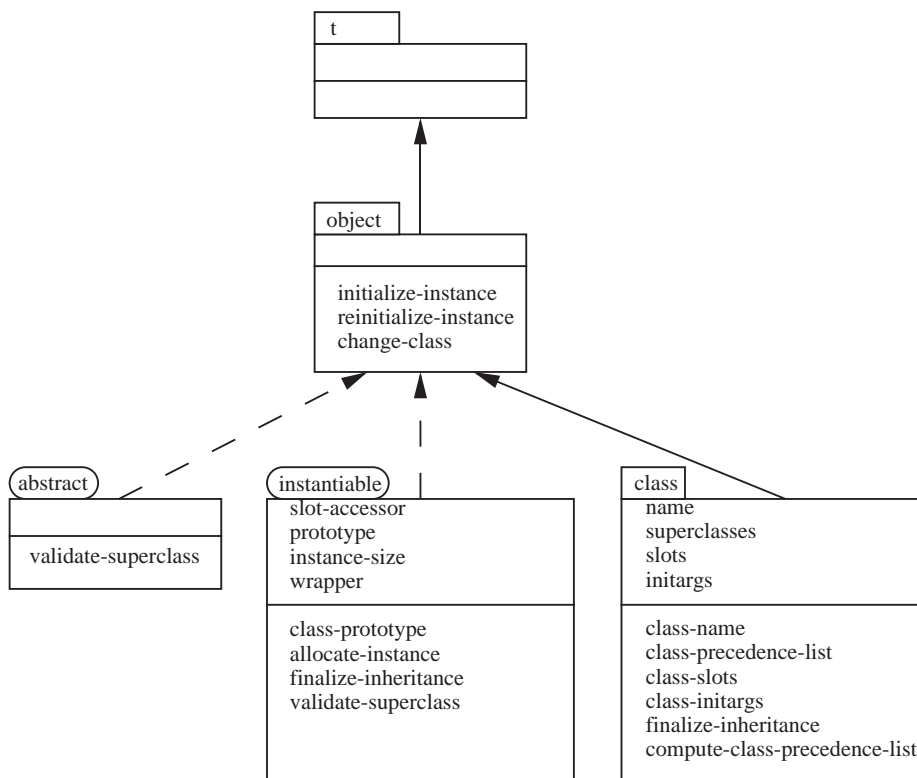 t
object
initialize-instance
reinitialize-instance
change-class
abstract
validate-superclass
instantiable
slot-accessor
prototype
instance-size
wrapper
class-prototype
allocate-instance
finalize-inheritance
validate-superclass
class
name
superclasses
slots
initargs
class-name
class-precedence-list
class-slots
class-initargs
finalize-inheritance
compute-class-precedence-list